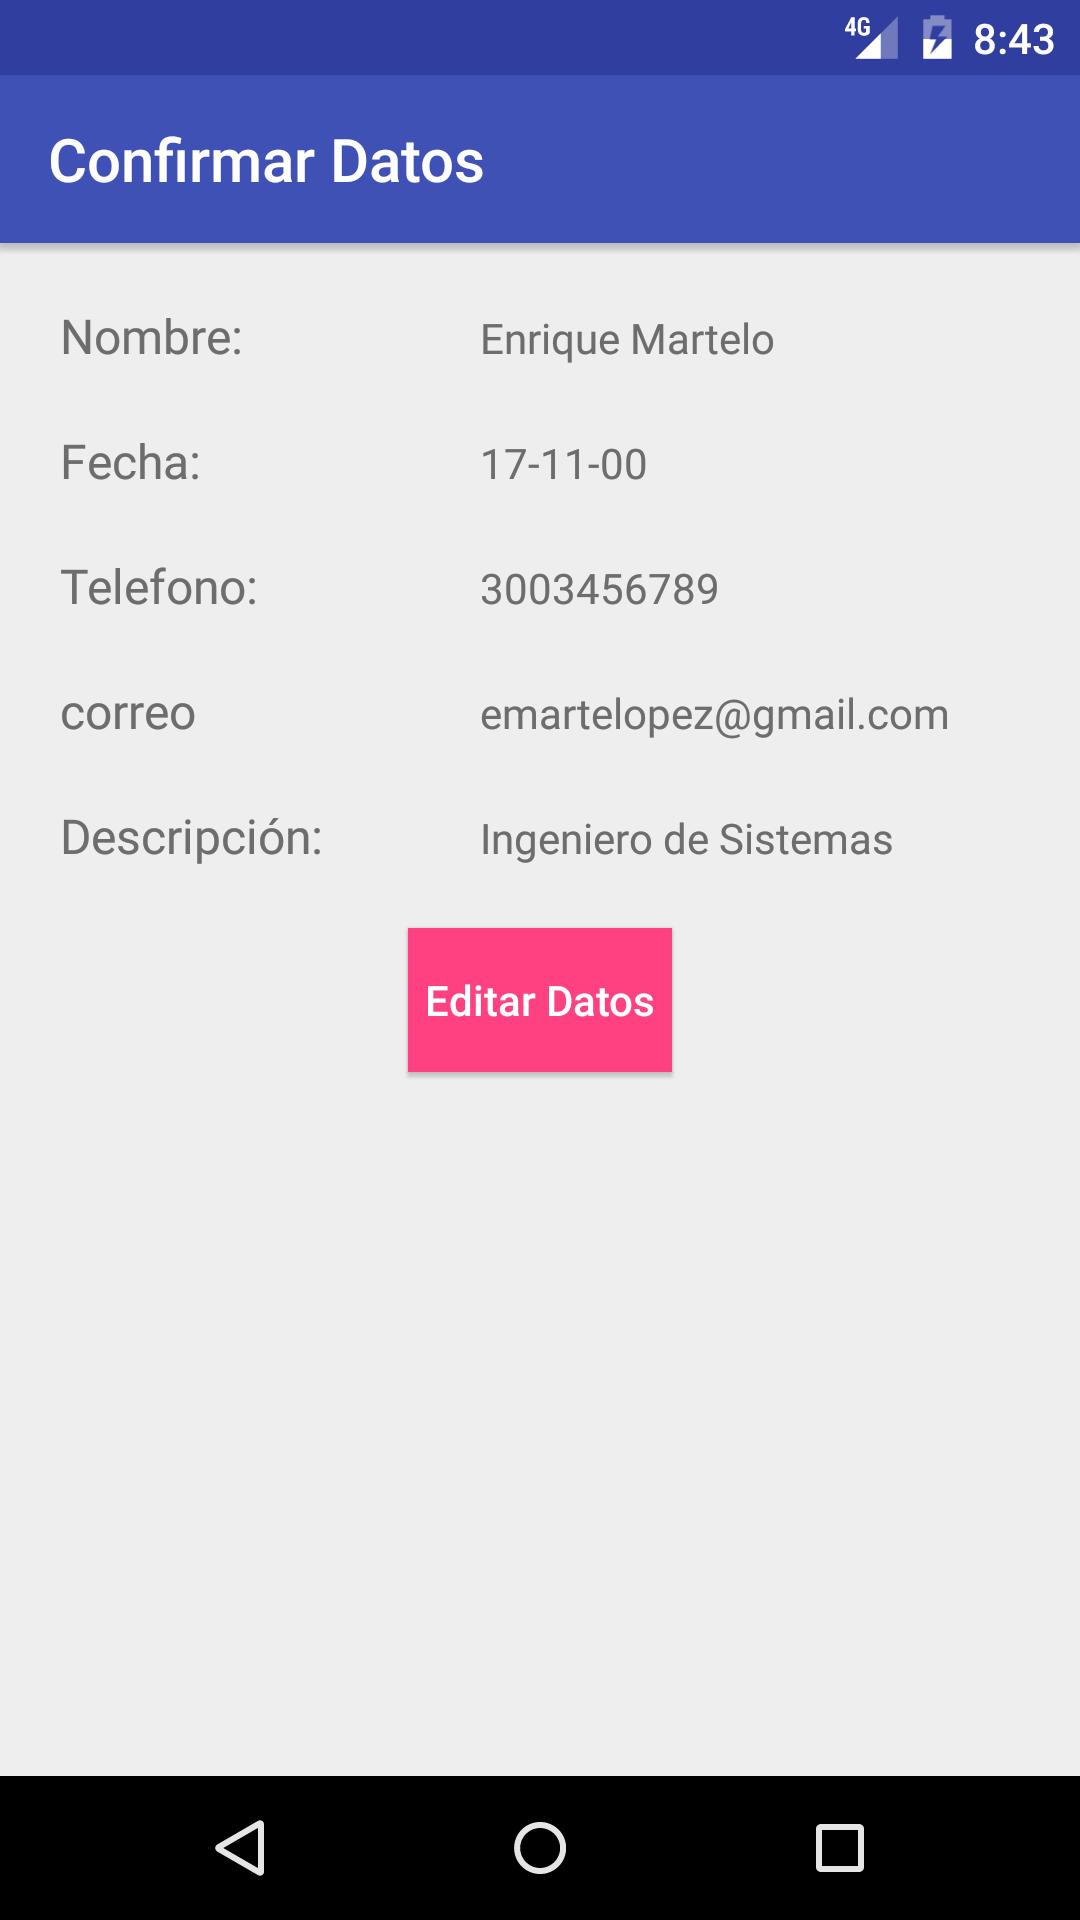 4G 8:43
Confirmar Datos
Nombre: Enrique Martelo
Fecha: 17-11-00
Telefono: 3003456789
correo emartelopez@gmail.com
Descripción: Ingeniero de Sistemas
Editar Datos